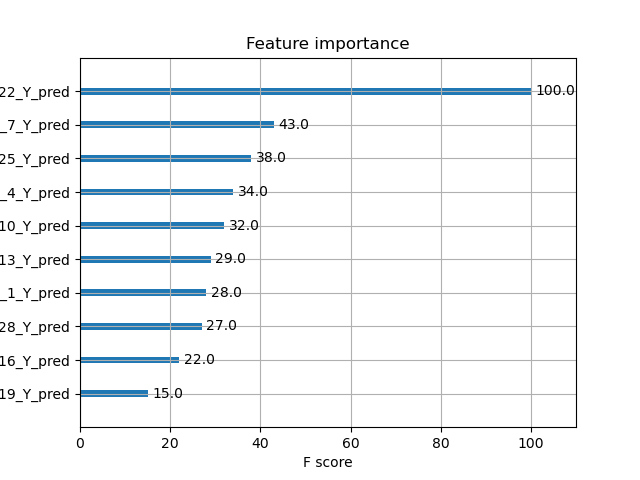 Feature importance
22_Y_pred 100.0
_7_Y_pred 43.0
25_Y_pred 38.0
_4_Y_pred 34.0
10_Y_pred 32.0
13_Y_pred 29.0
_1_Y_pred 28.0
28_Y_pred 27.0
16_Y_pred 22.0
19_Y_pred 15.0
0 20 40 60 80 100
F score